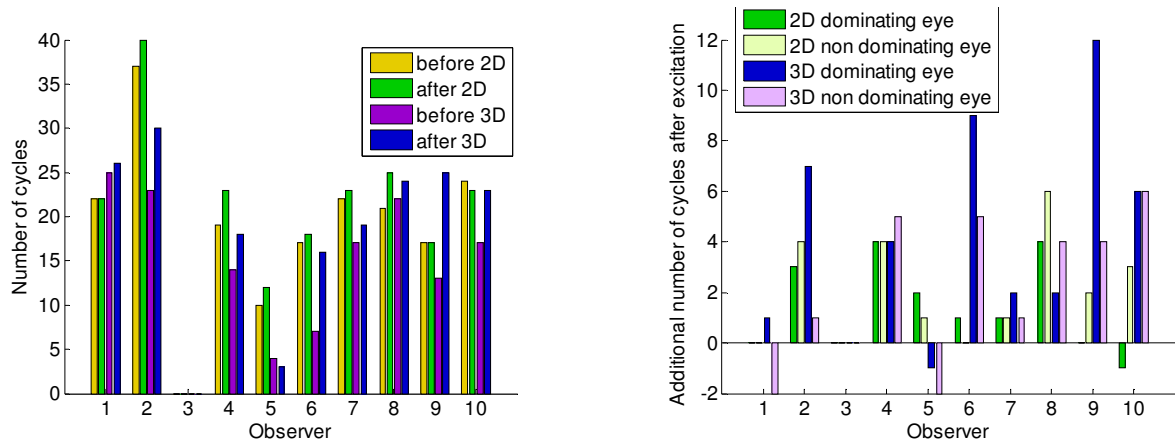 Number of cycles
40
35
30
25
20
15
10
5
0
before 2D
after 2D
before 3D
after 3D
1 2 3 4 5 6 7 8 9 10
Observer
Additional number of cycles after excitation
12
10
8
6
4
2
0
-2
2D dominating eye
2D non dominating eye
3D dominating eye
3D non dominating eye
1 2 3 4 5 6 7 8 9 10
Observer